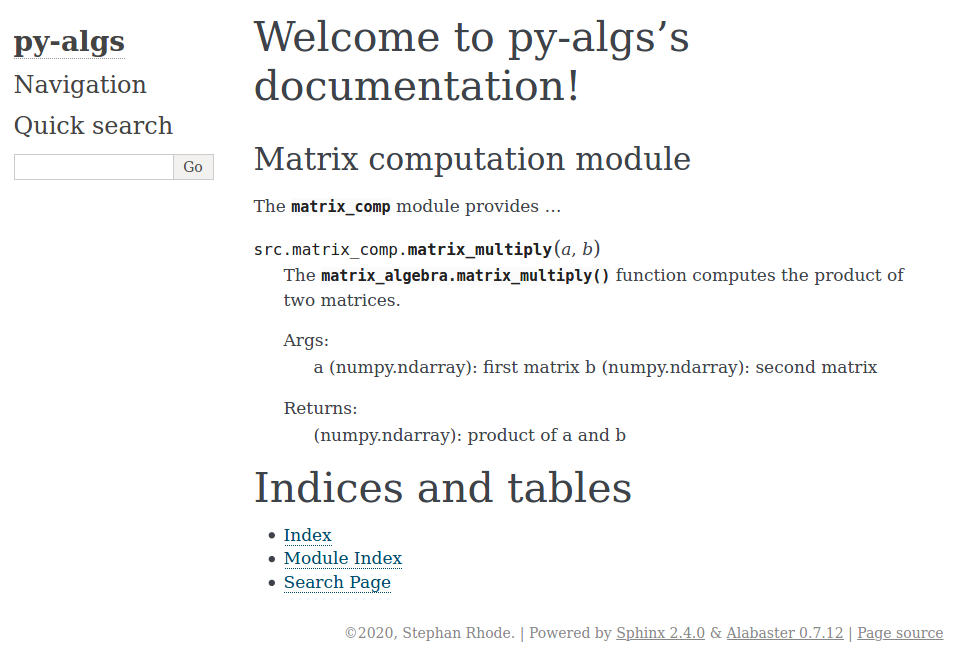 py-algs
Navigation
Quick search
Go
Welcome to py-algs’s
documentation!
Matrix computation module
The matrix_comp module provides …
src.matrix_comp.matrix_multiply(a, b)
The matrix_algebra.matrix_multiply() function computes the product of
two matrices.
Args:
a (numpy.ndarray): first matrix b (numpy.ndarray): second matrix
Returns:
(numpy.ndarray): product of a and b
Indices and tables
• Index
• Module Index
• Search Page
©2020, Stephan Rhode. | Powered by Sphinx 2.4.0 & Alabaster 0.7.12 | Page source